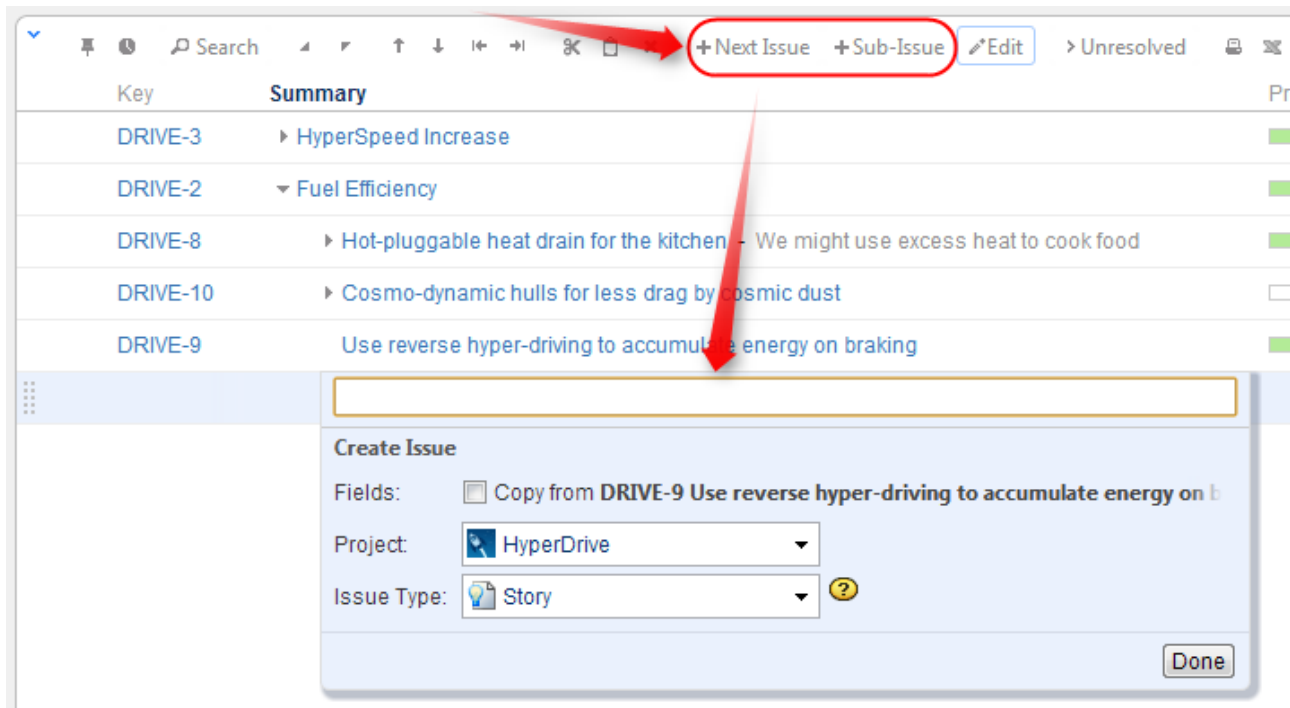 Search +Next Issue +Sub-Issue Edit Unresolved
Key Summary Pr
DRIVE-3 HyperSpeed Increase
DRIVE-2 Fuel Efficiency
DRIVE-8 Hot-pluggable heat drain for the kitchen - We might use excess heat to cook food
DRIVE-10 Cosmo-dynamic hulls for less drag by cosmic dust
DRIVE-9 Use reverse hyper-driving to accumulate energy on braking
Create Issue
Fields: Copy from DRIVE-9 Use reverse hyper-driving to accumulate energy on b
Project: HyperDrive
Issue Type: Story ?
Done